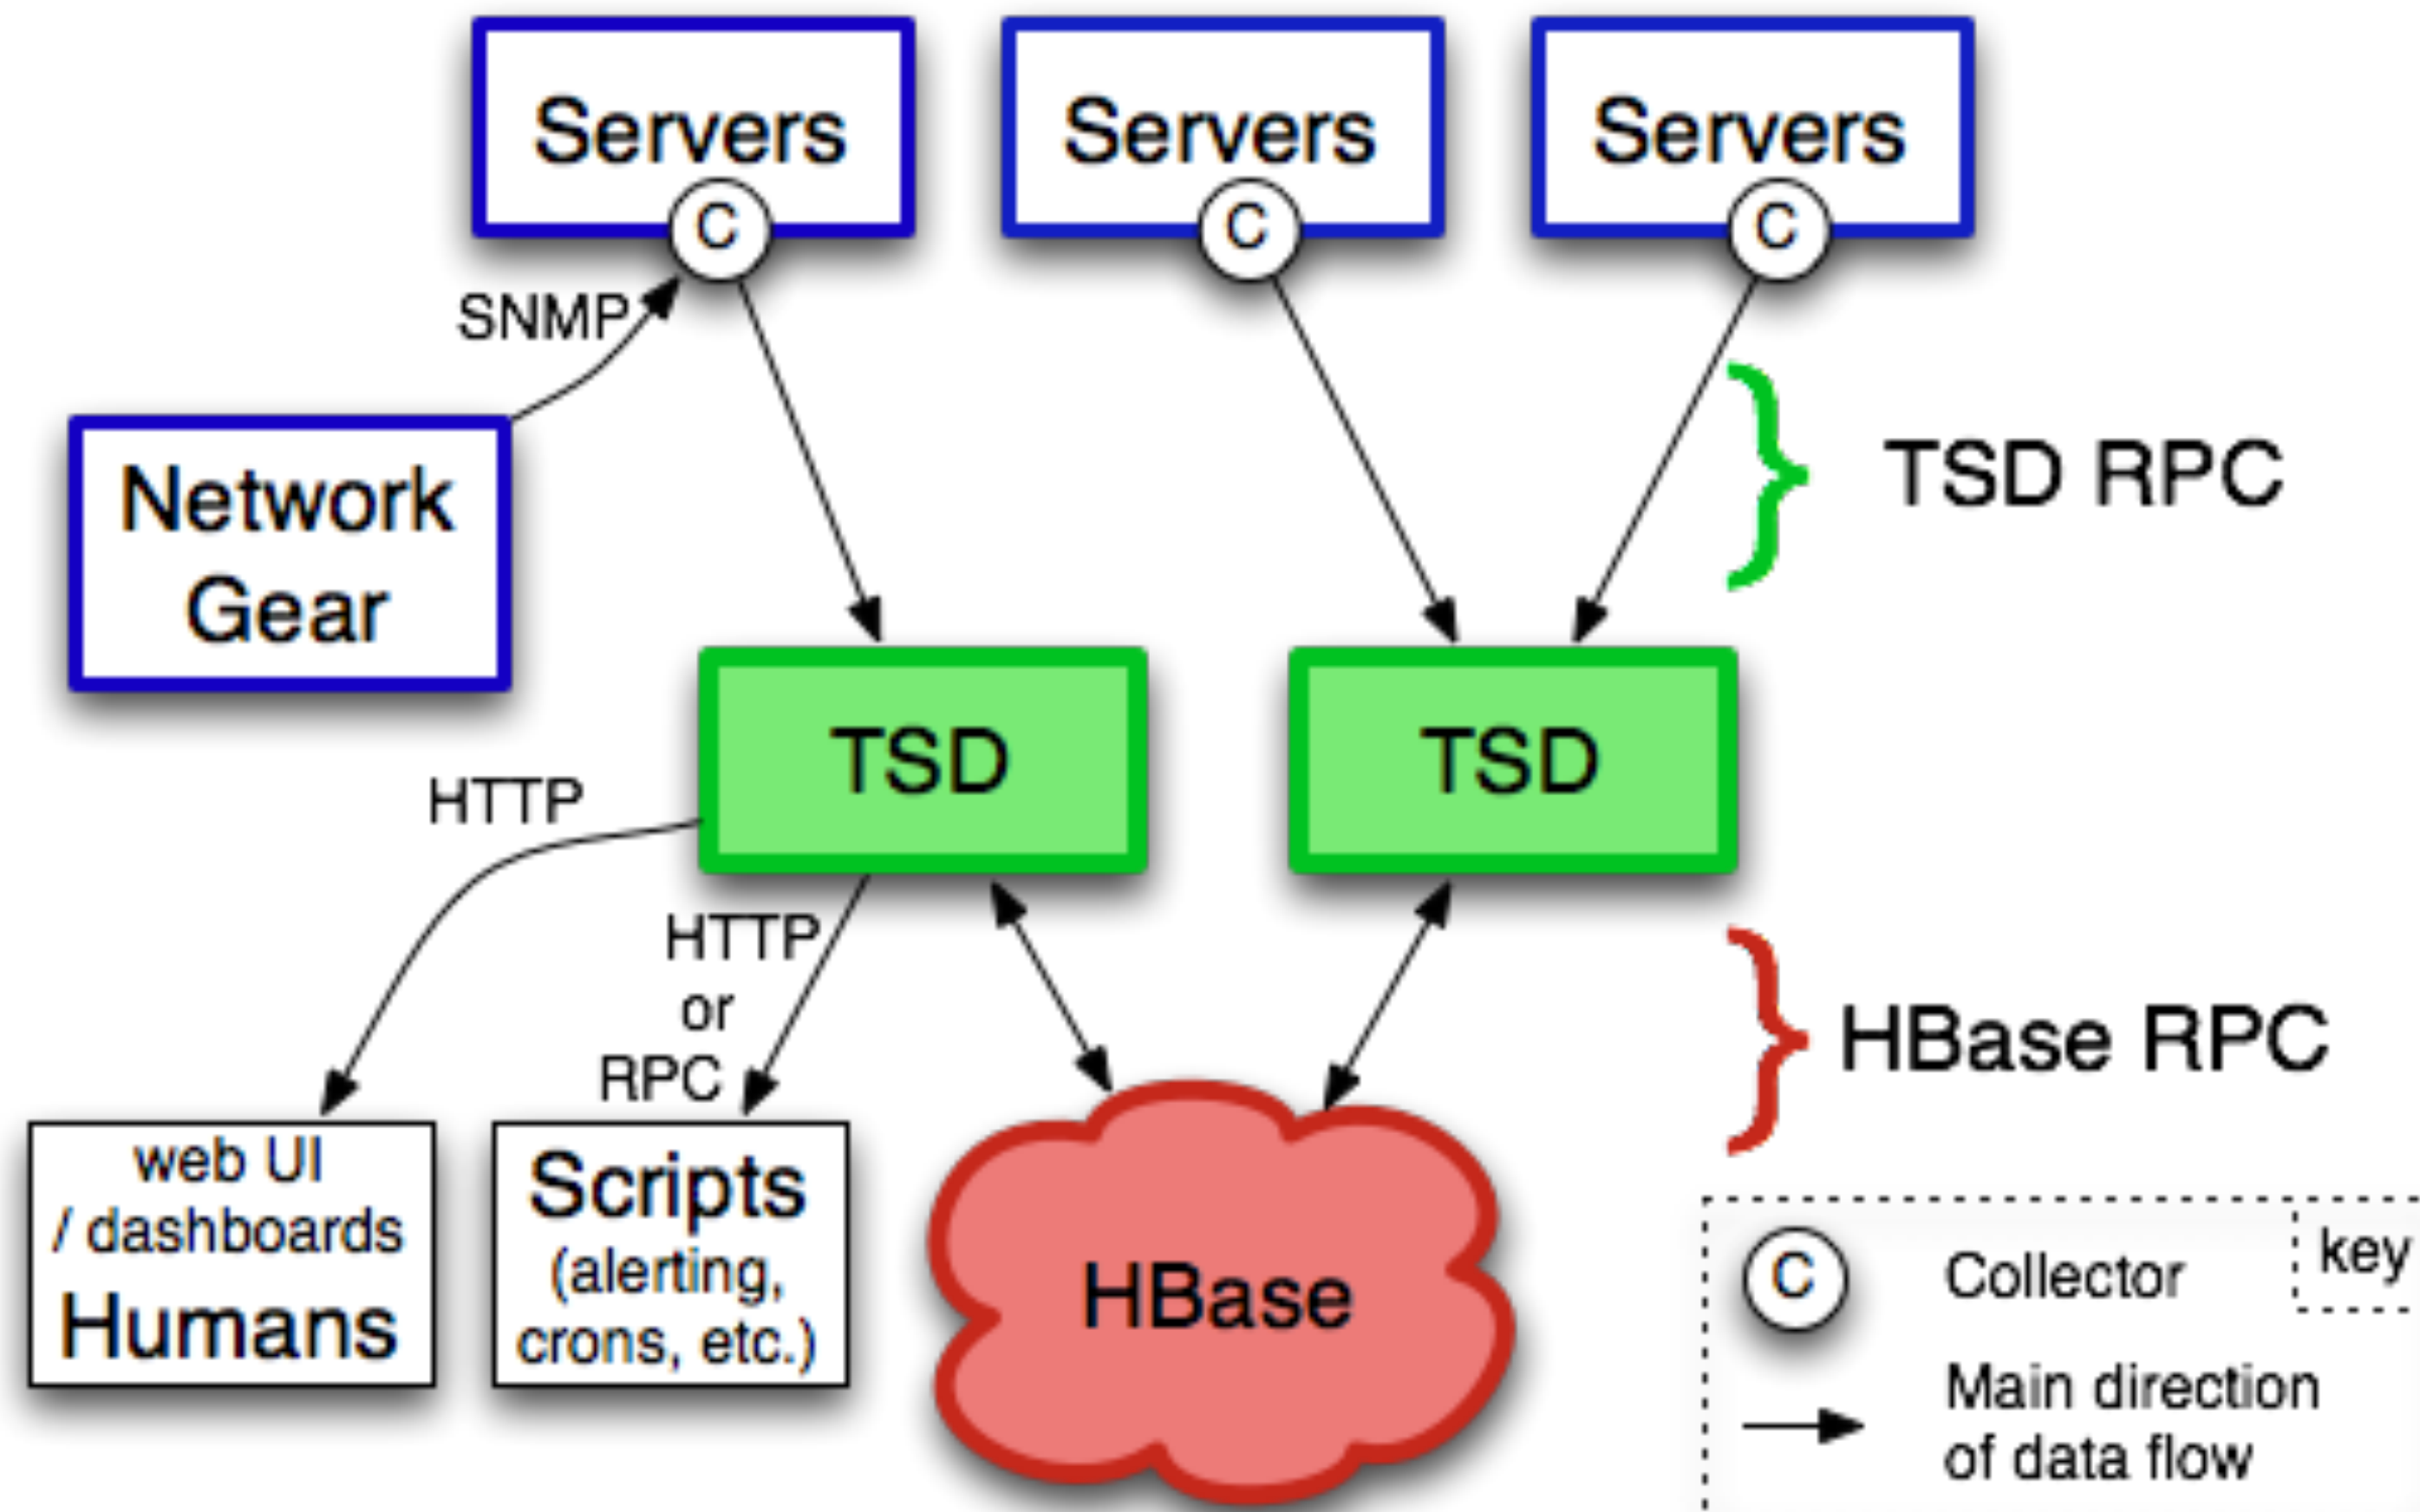 Servers
Servers
Servers
C
C
C
SNMP
Network
Gear
TSD RPC
TSD
TSD
HTTP
HTTP
or
RPC
HBase RPC
web UI
/ dashboards
Humans
Scripts
(alerting,
crons, etc.)
HBase
key
C
Collector
Main direction
of data flow